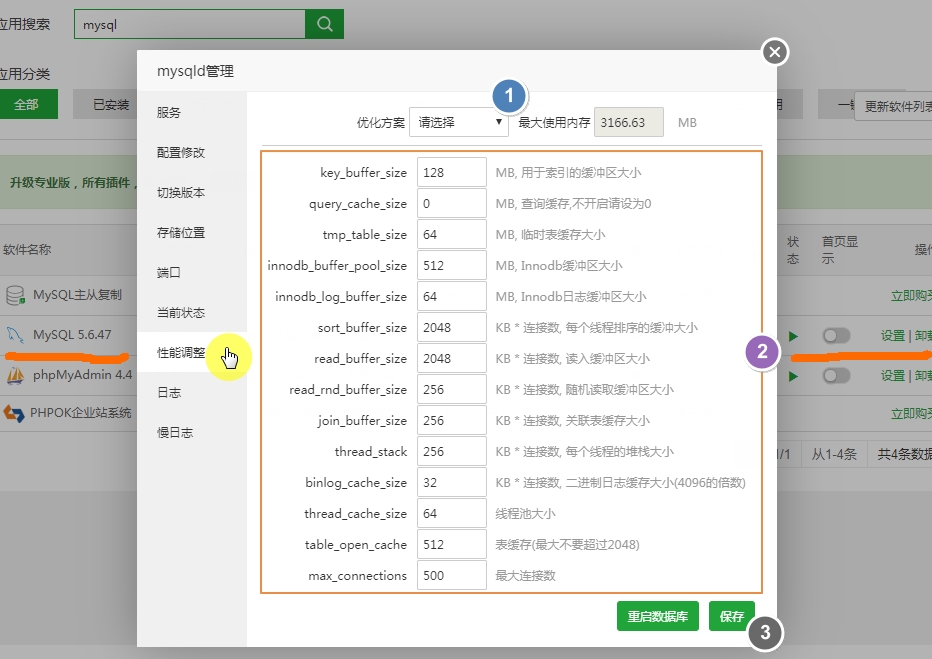 应用搜索
mysql
应用分类
全部
已安装
更新软件列表
升级专业版，所有插件，
软件名称
状态
首页显示
MySQL主从复制
立即购买
MySQL 5.6.47
设置 | 卸载
phpMyAdmin 4.4
设置 | 卸载
PHPOK企业站系统
立即购买
1/1
从1-4条
共4条数据
mysqld管理
服务
配置修改
切换版本
存储位置
端口
当前状态
性能调整
日志
慢日志
1
优化方案 请选择 最大使用内存 3166.63 MB
key_buffer_size 128 MB, 用于索引的缓冲区大小
query_cache_size 0 MB, 查询缓存,不开启请设为0
tmp_table_size 64 MB, 临时表缓存大小
innodb_buffer_pool_size 512 MB, Innodb缓冲区大小
innodb_log_buffer_size 64 MB, Innodb日志缓冲区大小
sort_buffer_size 2048 KB * 连接数, 每个线程排序的缓冲大小
read_buffer_size 2048 KB * 连接数, 读入缓冲区大小
2
read_rnd_buffer_size 256 KB * 连接数, 随机读取缓冲区大小
join_buffer_size 256 KB * 连接数, 关联表缓存大小
thread_stack 256 KB * 连接数, 每个线程的堆栈大小
binlog_cache_size 32 KB * 连接数, 二进制日志缓存大小(4096的倍数)
thread_cache_size 64 线程池大小
table_open_cache 512 表缓存(最大不要超过2048)
max_connections 500 最大连接数
重启数据库
保存
3